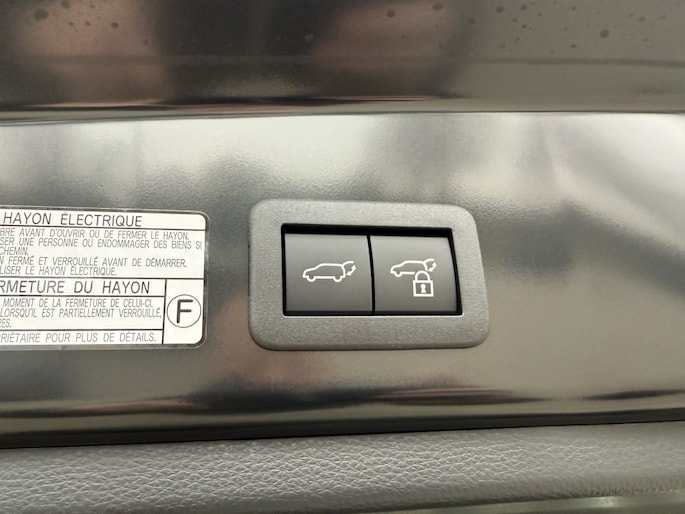 HAYON ÉLECTRIQUE
AVANT D'OUVRIR OU DE FERMER LE HAYON.
UNE PERSONNE OU ENDOMMAGER DES BIENS SI
CHEMIN.
FERMÉ ET VERROUILLÉ AVANT DE DÉMARRER.
LE HAYON ÉLECTRIQUE.
DU HAYON
MOMENT DE LA FERMETURE DE CELUI-CI.
LORSQU'IL EST PARTIELLEMENT VERROUILLÉ,
F
POUR PLUS DE DÉTAILS.